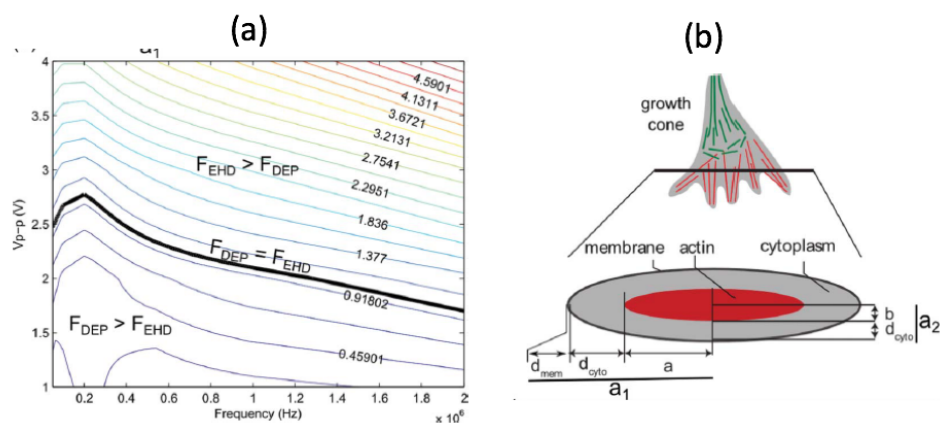 (a)
(b)
a1
4
3.5
3
2.5
2
1.5
1
Vp-p (V)
4.5901
4.1311
3.6721
3.2131
2.7541
2.2951
1.836
1.377
0.91802
0.45901
FEHD > FDEP
FDEP = FEHD
FDEP > FEHD
0.2 0.4 0.6 0.8 1 1.2 1.4 1.6 1.8 2
Frequency (Hz)
x 10⁶
growth
cone
membrane actin cytoplasm
b
dcyto
a2
dmem dcyto a
a1